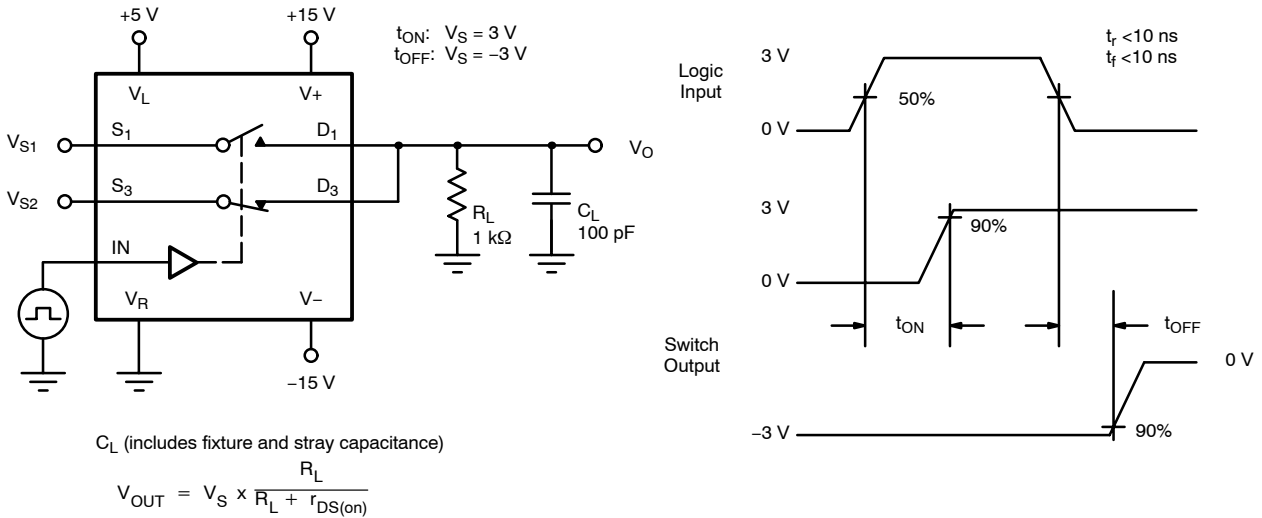 +5 V
+15 V
tON: VS = 3 V
tOFF: VS = −3 V
VL
V+
VS1
S1
D1
VO
VS2
S3
D3
RL
1 kΩ
CL
100 pF
IN
VR
V−
−15 V
CL (includes fixture and stray capacitance)
VOUT = VS x RL / RL + rDS(on)
tr <10 ns
tf <10 ns
Logic
Input
3 V
50%
0 V
3 V
90%
0 V
tON
tOFF
Switch
Output
0 V
−3 V
90%